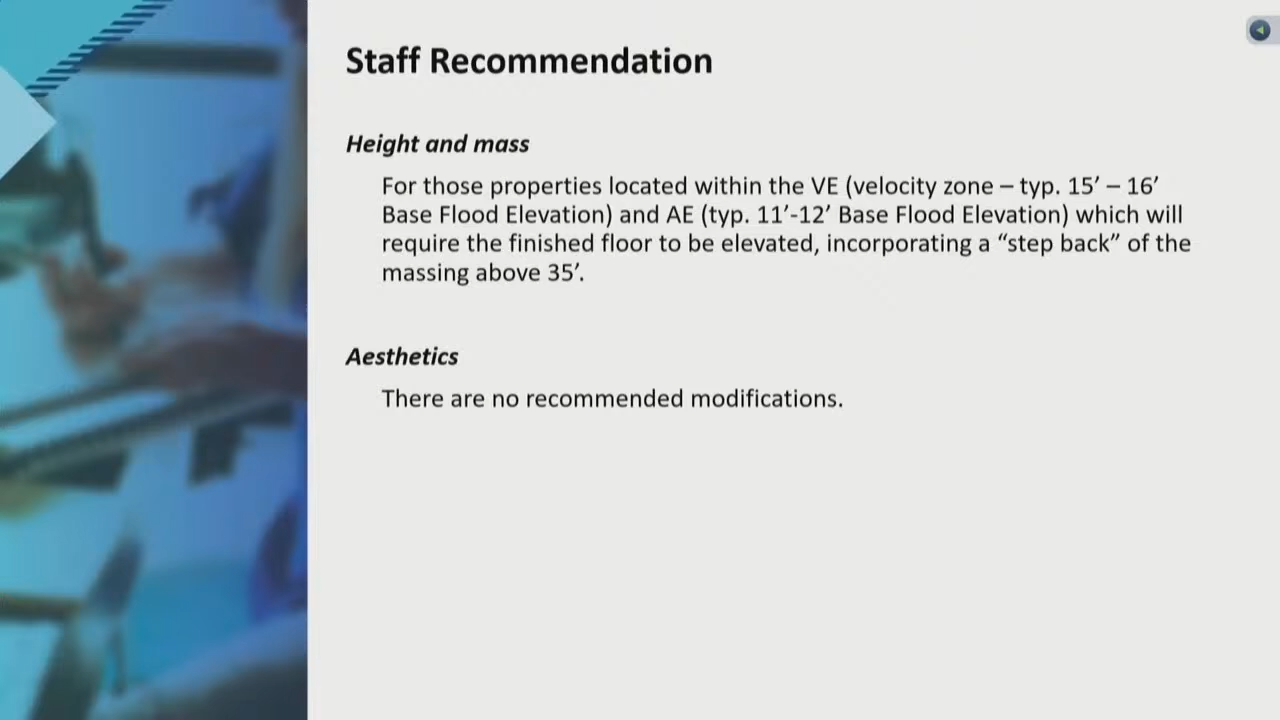 Staff Recommendation
Height and mass
For those properties located within the VE (velocity zone – typ. 15’ – 16’
Base Flood Elevation) and AE (typ. 11’-12’ Base Flood Elevation) which will
require the finished floor to be elevated, incorporating a “step back” of the
massing above 35’.
Aesthetics
There are no recommended modifications.